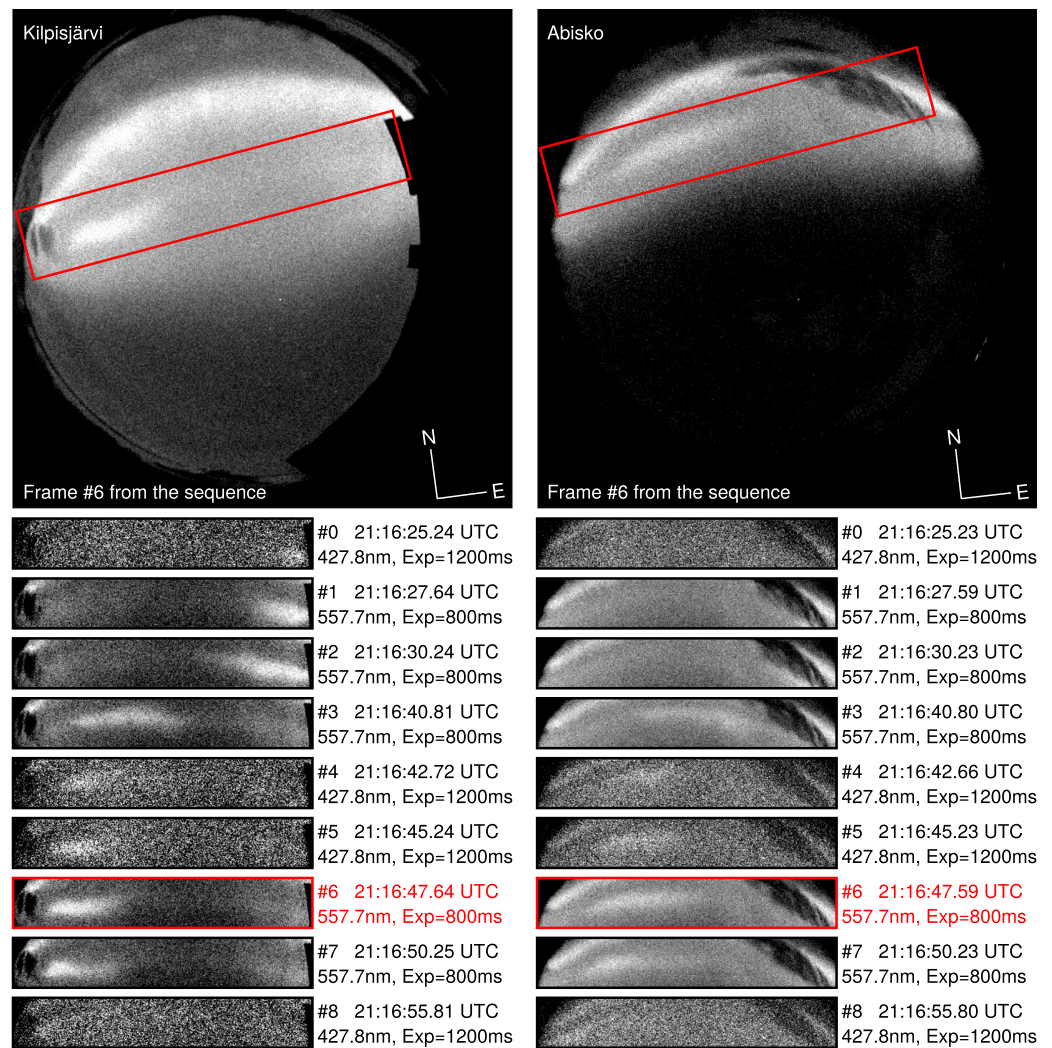 Kilpisjärvi
Abisko
N
E
N
E
Frame #6 from the sequence
Frame #6 from the sequence
#0 21:16:25.24 UTC
427.8nm, Exp=1200ms
#0 21:16:25.23 UTC
427.8nm, Exp=1200ms
#1 21:16:27.64 UTC
557.7nm, Exp=800ms
#1 21:16:27.59 UTC
557.7nm, Exp=800ms
#2 21:16:30.24 UTC
557.7nm, Exp=800ms
#2 21:16:30.23 UTC
557.7nm, Exp=800ms
#3 21:16:40.81 UTC
557.7nm, Exp=800ms
#3 21:16:40.80 UTC
557.7nm, Exp=800ms
#4 21:16:42.72 UTC
427.8nm, Exp=1200ms
#4 21:16:42.66 UTC
427.8nm, Exp=1200ms
#5 21:16:45.24 UTC
427.8nm, Exp=1200ms
#5 21:16:45.23 UTC
427.8nm, Exp=1200ms
#6 21:16:47.64 UTC
557.7nm, Exp=800ms
#6 21:16:47.59 UTC
557.7nm, Exp=800ms
#7 21:16:50.25 UTC
557.7nm, Exp=800ms
#7 21:16:50.23 UTC
557.7nm, Exp=800ms
#8 21:16:55.81 UTC
427.8nm, Exp=1200ms
#8 21:16:55.80 UTC
427.8nm, Exp=1200ms